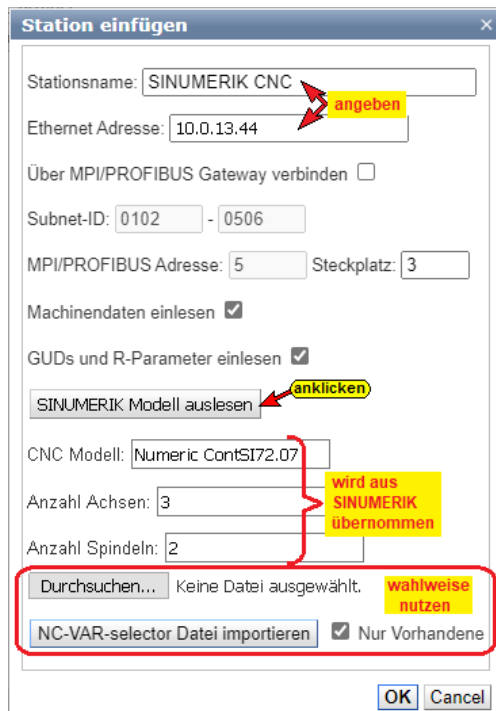 Station einfügen ×
Stationsname: SINUMERIK CNC
angeben
Ethernet Adresse: 10.0.13.44
Über MPI/PROFIBUS Gateway verbinden
Subnet-ID: 0102 - 0506
MPI/PROFIBUS Adresse: 5 Steckplatz: 3
Machinendaten einlesen
GUDs und R-Parameter einlesen
anklicken
SINUMERIK Modell auslesen
CNC Modell: Numeric ContSI72.07
wird aus
SINUMERIK
übernommen
Anzahl Achsen: 3
Anzahl Spindeln: 2
Durchsuchen... Keine Datei ausgewählt.
wahlweise
nutzen
NC-VAR-selector Datei importieren Nur Vorhandene
OK Cancel